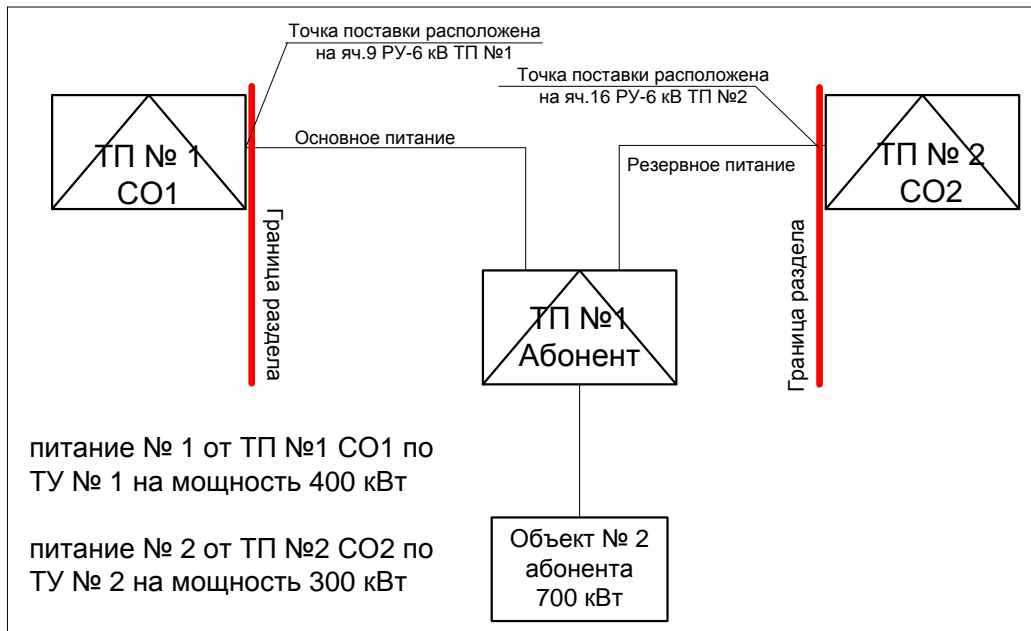 Точка поставки расположена
на яч.9 РУ-6 кВ ТП №1
Точка поставки расположена
на яч.16 РУ-6 кВ ТП №2
ТП № 1
СО1
Основное питание
Резервное питание
ТП № 2
СО2
Граница раздела
Граница раздела
ТП №1
Абонент
питание № 1 от ТП №1 СО1 по
ТУ № 1 на мощность 400 кВт
питание № 2 от ТП №2 СО2 по
ТУ № 2 на мощность 300 кВт
Объект № 2
абонента
700 кВт